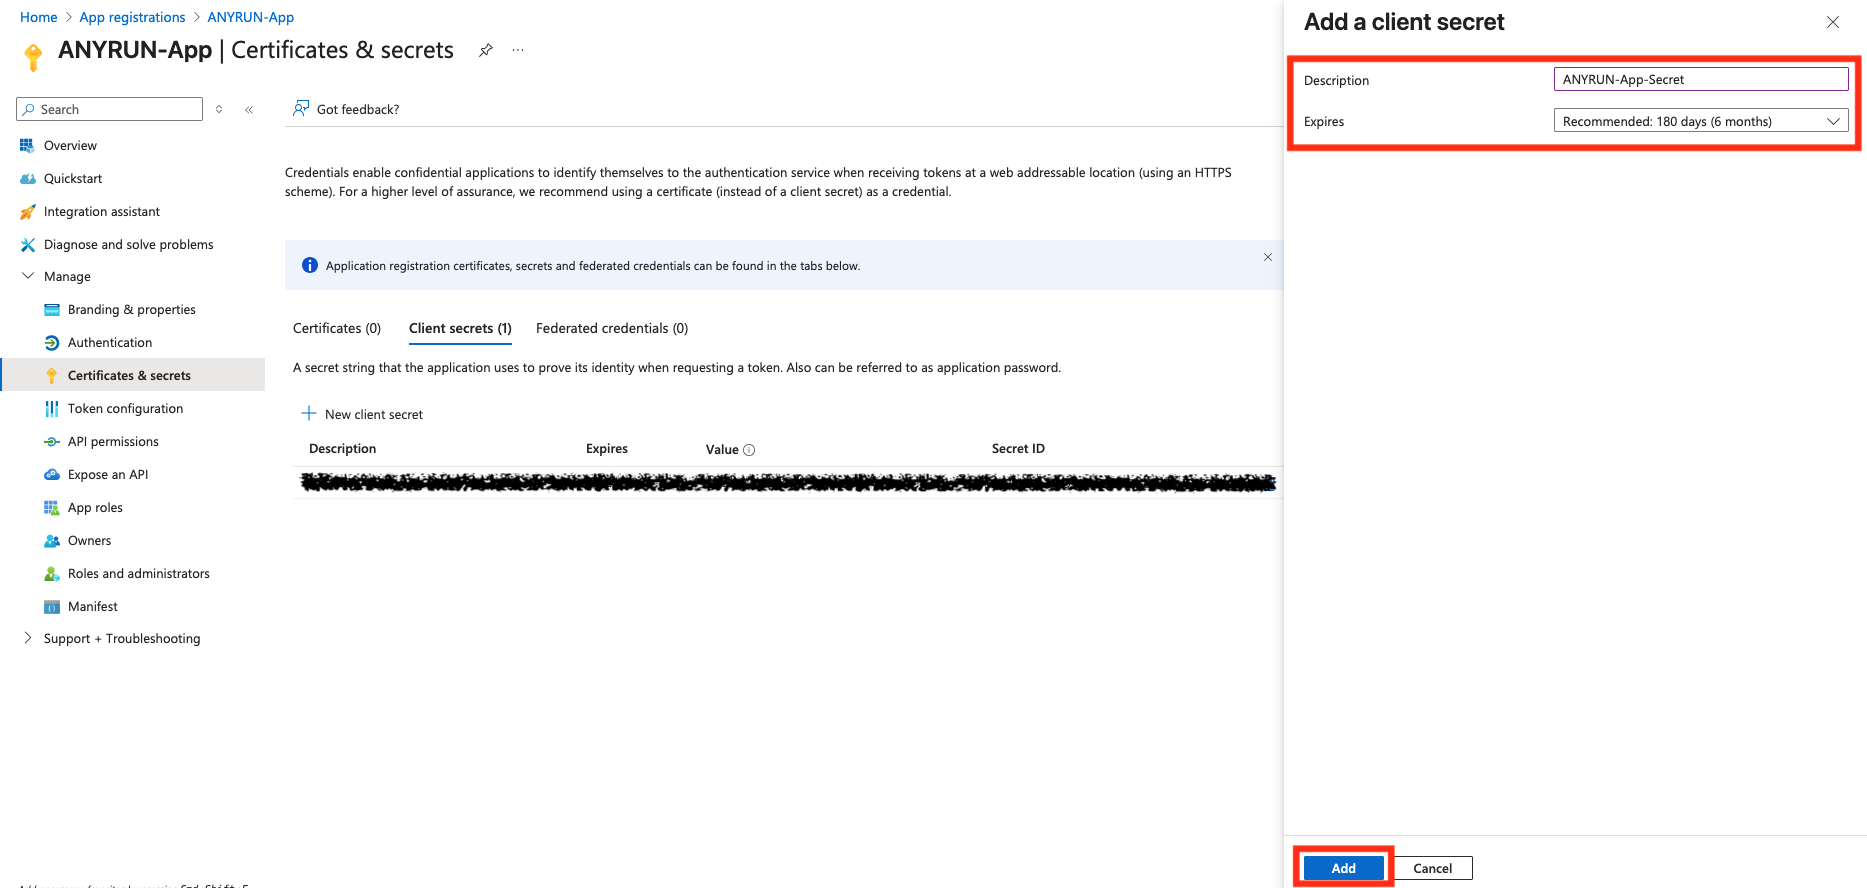 Home > App registrations > ANYRUN-App
ANYRUN-App | Certificates & secrets
Search
Overview
Quickstart
Integration assistant
Diagnose and solve problems
Manage
Branding & properties
Authentication
Certificates & secrets
Token configuration
API permissions
Expose an API
App roles
Owners
Roles and administrators
Manifest
Support + Troubleshooting
Got feedback?
Credentials enable confidential applications to identify themselves to the authentication service when receiving tokens at a web addressable location (using an HTTPS
scheme). For a higher level of assurance, we recommend using a certificate (instead of a client secret) as a credential.
Application registration certificates, secrets and federated credentials can be found in the tabs below.
Certificates (0) Client secrets (1) Federated credentials (0)
A secret string that the application uses to prove its identity when requesting a token. Also can be referred to as application password.
New client secret
Description Expires Value Secret ID
Add a client secret
Description ANYRUN-App-Secret
Expires Recommended: 180 days (6 months)
Add Cancel